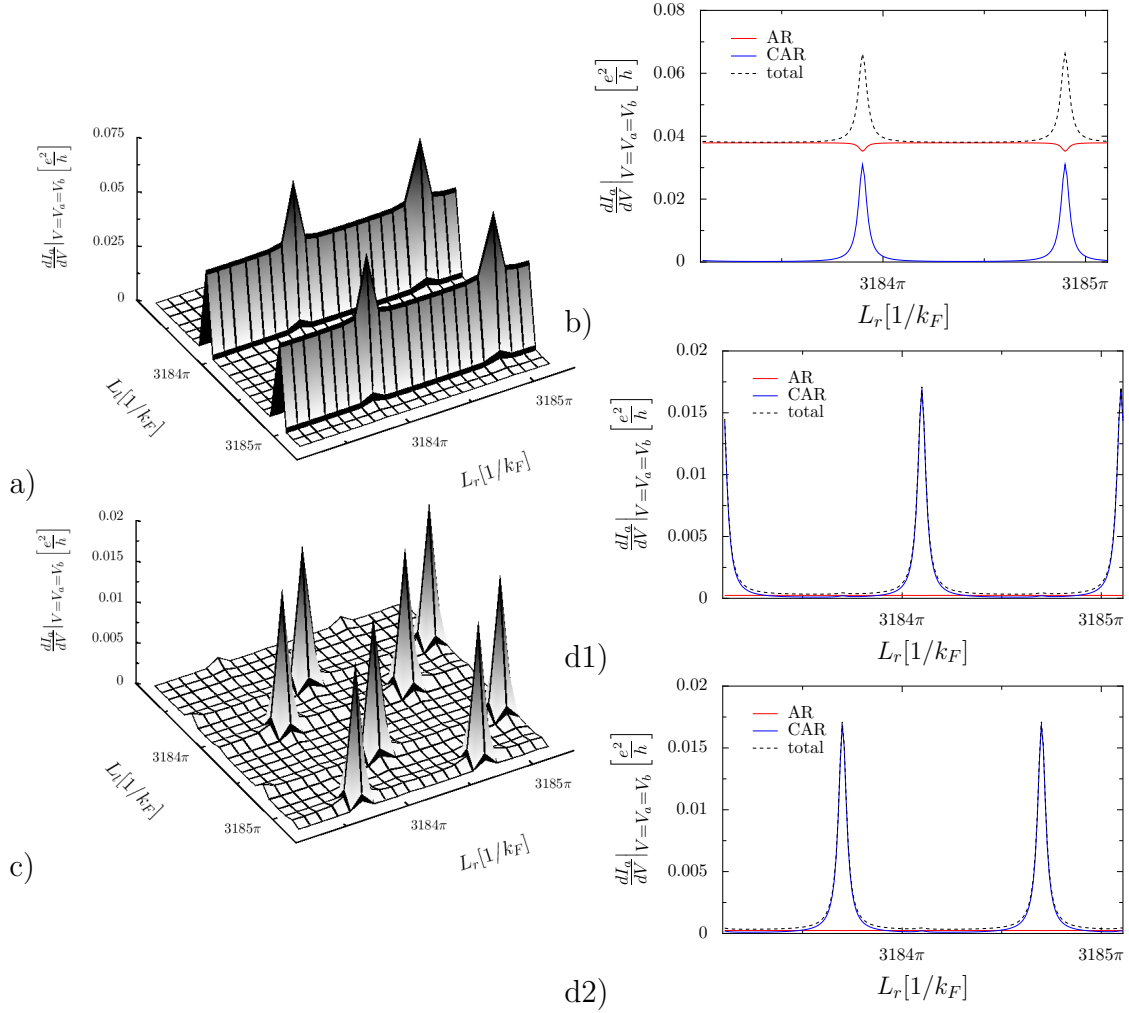 a)
dI_a/dV|V=V_a=V_b [e²/h]
0.075
0.05
0.025
0
3184π
3185π
L_l[1/k_F]
3184π
3185π
L_r[1/k_F]
b)
dI_a/dV|V=V_a=V_b [e²/h]
0.08
0.06
0.04
0.02
0
AR
CAR
total
3184π
3185π
L_r[1/k_F]
c)
dI_a/dV|V=V_a=V_b [e²/h]
0.02
0.015
0.01
0.005
0
3184π
3185π
L_l[1/k_F]
3184π
3185π
L_r[1/k_F]
d1)
dI_a/dV|V=V_a=V_b [e²/h]
0.02
0.015
0.01
0.005
0
AR
CAR
total
3184π
3185π
L_r[1/k_F]
d2)
dI_a/dV|V=V_a=V_b [e²/h]
0.02
0.015
0.01
0.005
0
AR
CAR
total
3184π
3185π
L_r[1/k_F]